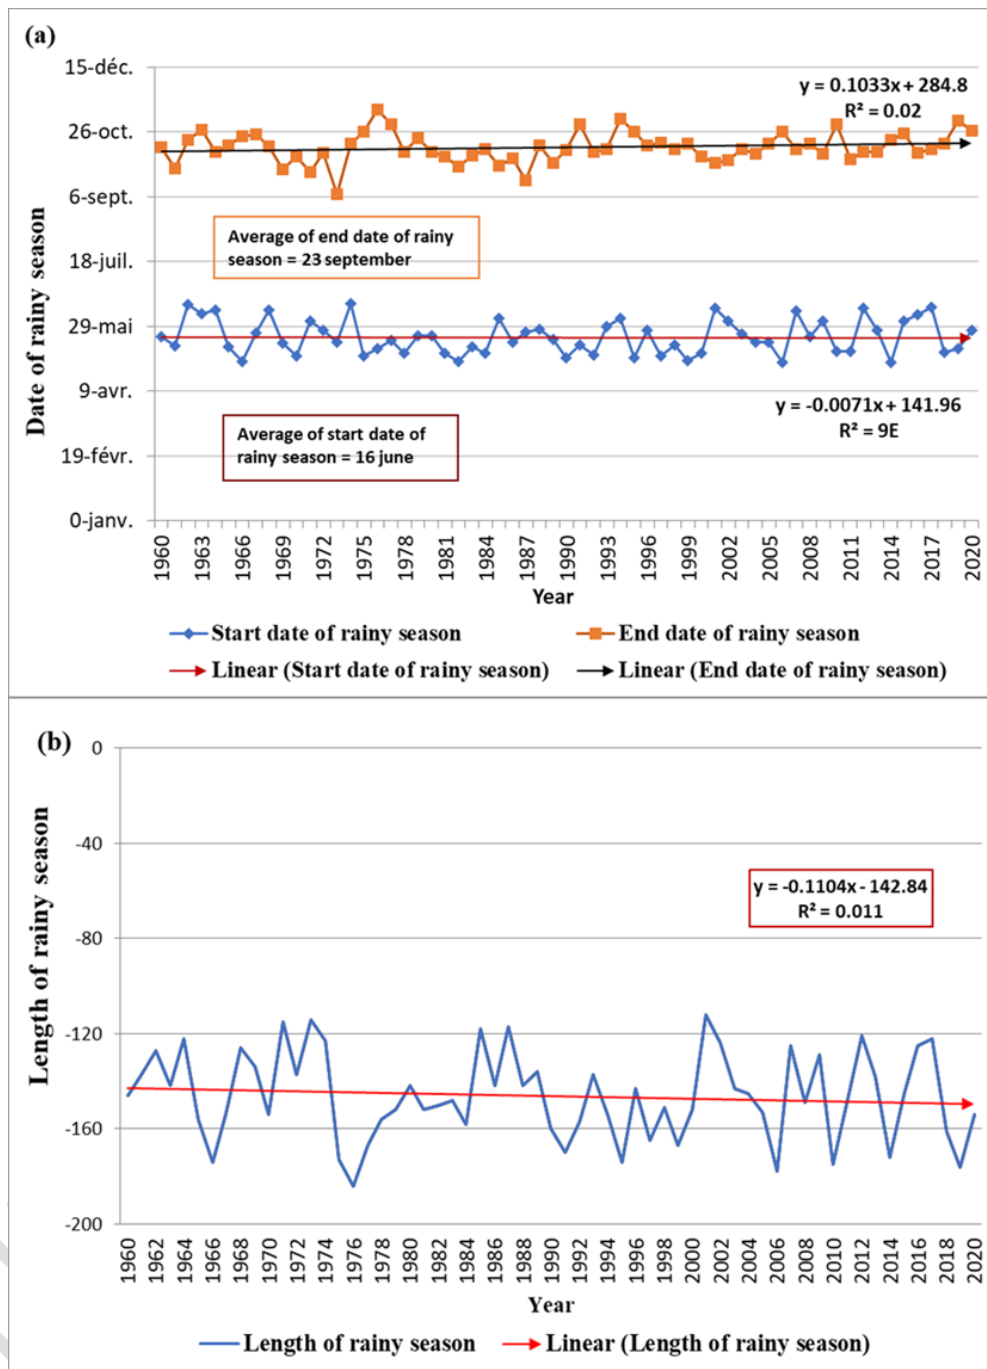 (a)
15-déc.
26-oct.
6-sept.
18-juil.
29-mai
9-avr.
19-févr.
0-janv.
Date of rainy season
y = 0.1033x + 284.8
R² = 0.02
Average of end date of rainy
season = 23 september
y = -0.0071x + 141.96
R² = 9E
Average of start date of
rainy season = 16 june
1960 1963 1966 1969 1972 1975 1978 1981 1984 1987 1990 1993 1996 1999 2002 2005 2008 2011 2014 2017 2020
Year
Start date of rainy season End date of rainy season
Linear (Start date of rainy season) Linear (End date of rainy season)
(b)
0
-40
-80
-120
-160
-200
Length of rainy season
y = -0.1104x - 142.84
R² = 0.011
1960 1962 1964 1966 1968 1970 1972 1974 1976 1978 1980 1982 1984 1986 1988 1990 1992 1994 1996 1998 2000 2002 2004 2006 2008 2010 2012 2014 2016 2018 2020
Year
Length of rainy season Linear (Length of rainy season)